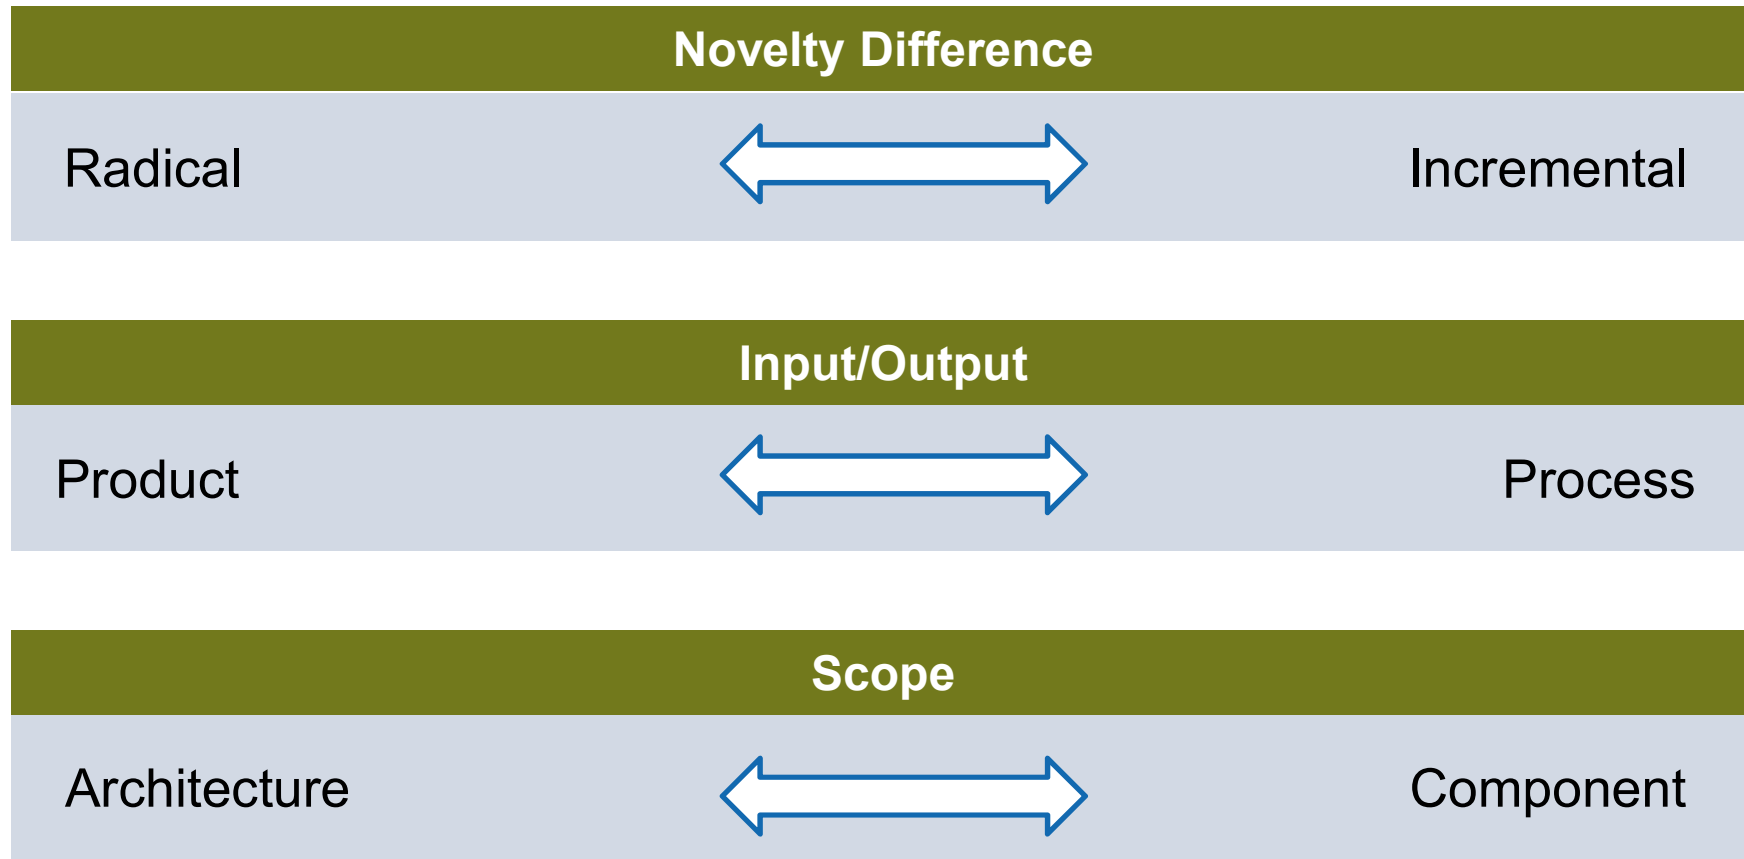 Novelty Difference
Radical Incremental
Input/Output
Product Process
Scope
Architecture Component